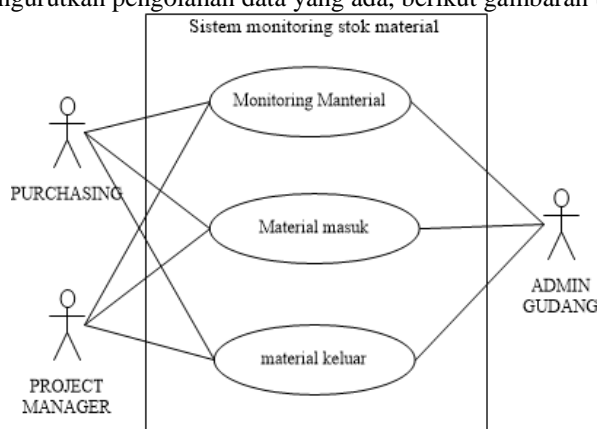 ngurutkan pengolahan data yang ada, berikut gambaran
Sistem monitoring stok material
Monitoring Manterial
PURCHASING
Material masuk
ADMIN
GUDANG
material keluar
PROJECT
MANAGER